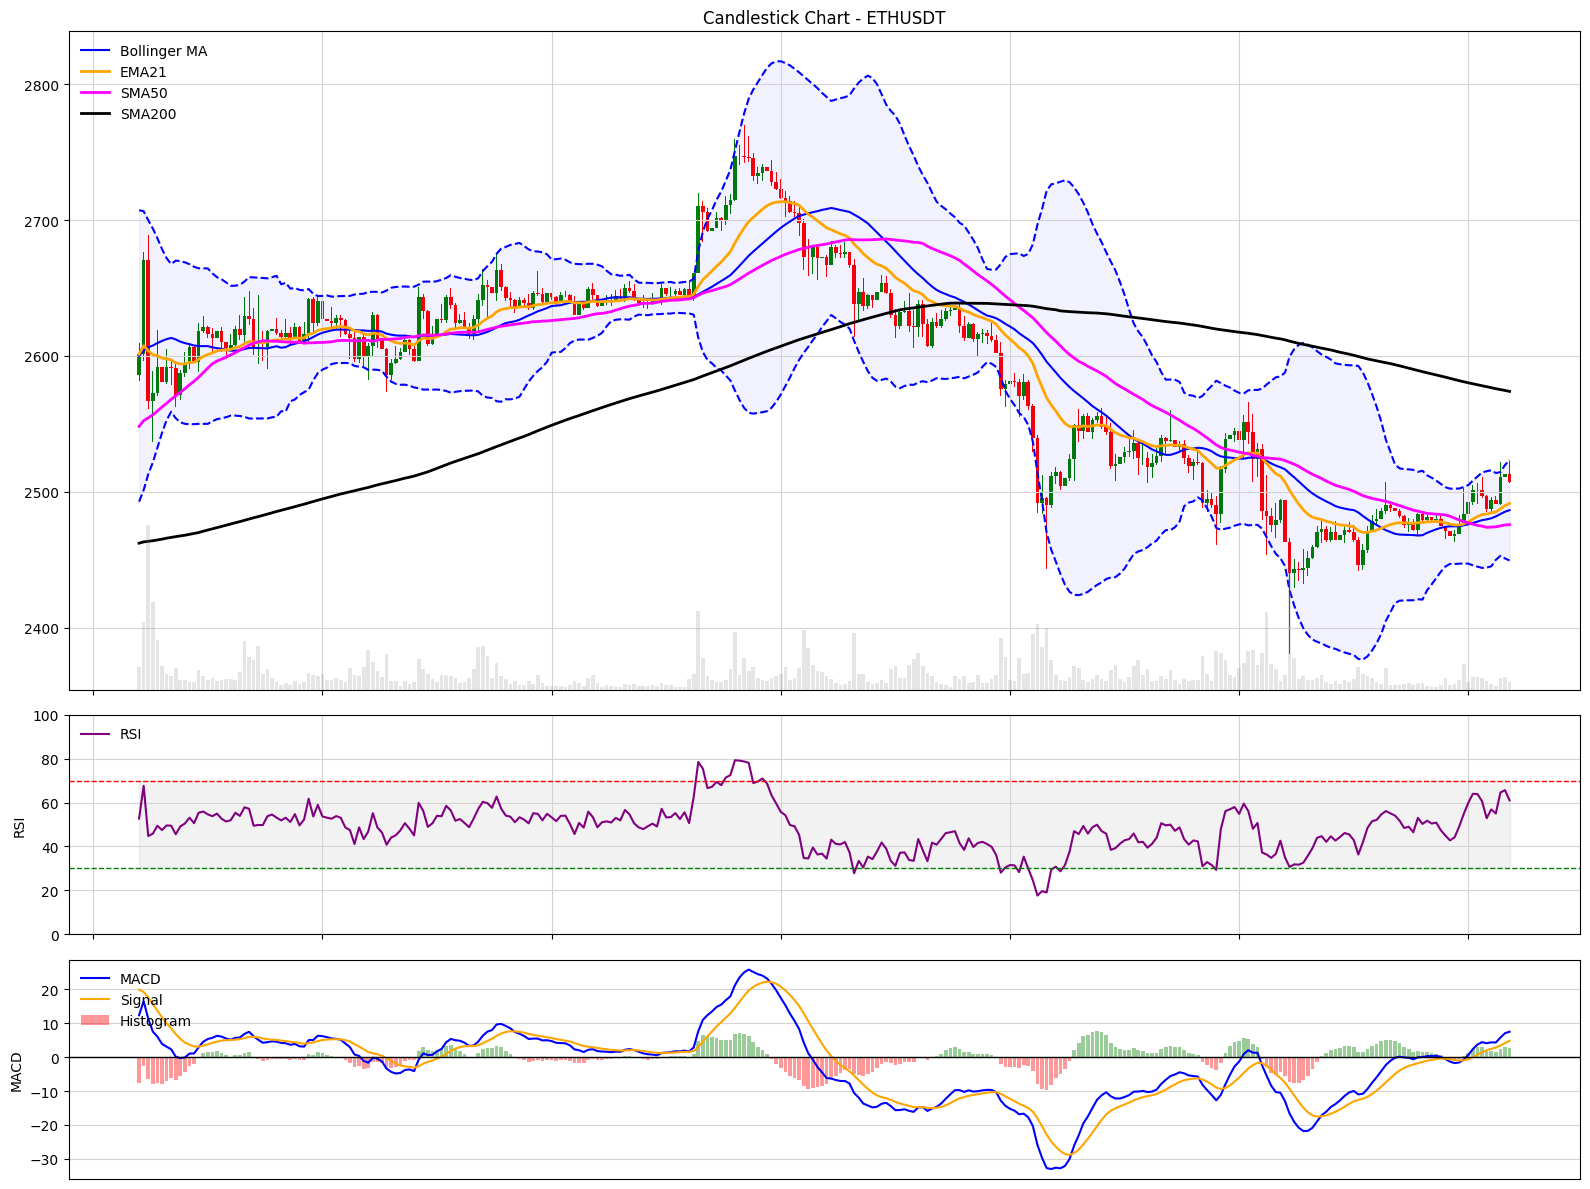 Candlestick Chart - ETHUSDT
Bollinger MA
EMA21
SMA50
SMA200
2800
2700
2600
2500
2400
RSI
100
80
60
40
20
0
RSI
MACD
Signal
Histogram
20
10
0
−10
−20
−30
MACD